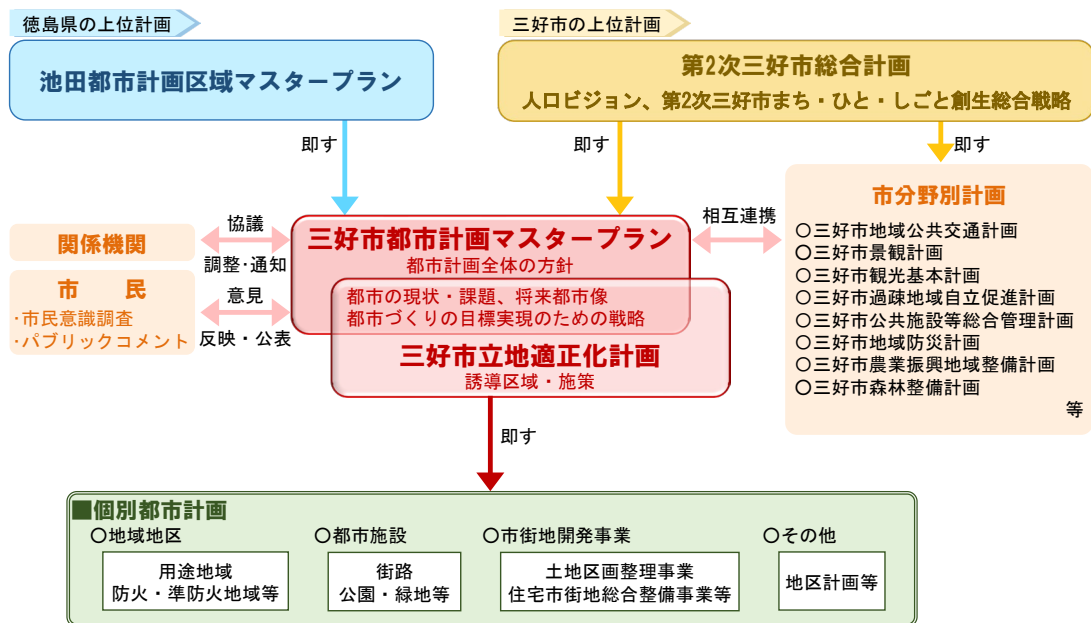 徳島県の上位計画
池田都市計画区域マスタープラン
三好市の上位計画
第2次三好市総合計画
人口ビジョン、第2次三好市まち・ひと・しごと創生総合戦略
即す
即す
即す
関係機関
協議
調整・通知
市　民
・市民意識調査
・パブリックコメント
意見
反映・公表
三好市都市計画マスタープラン
都市計画全体の方針
都市の現状・課題、将来都市像
都市づくりの目標実現のための戦略
三好市立地適正化計画
誘導区域・施策
相互連携
市分野別計画
○三好市地域公共交通計画
○三好市景観計画
○三好市観光基本計画
○三好市過疎地域自立促進計画
○三好市公共施設等総合管理計画
○三好市地域防災計画
○三好市農業振興地域整備計画
○三好市森林整備計画
等
即す
■個別都市計画
○地域地区
用途地域
防火・準防火地域等
○都市施設
街路
公園・緑地等
○市街地開発事業
土地区画整理事業
住宅市街地総合整備事業等
○その他
地区計画等